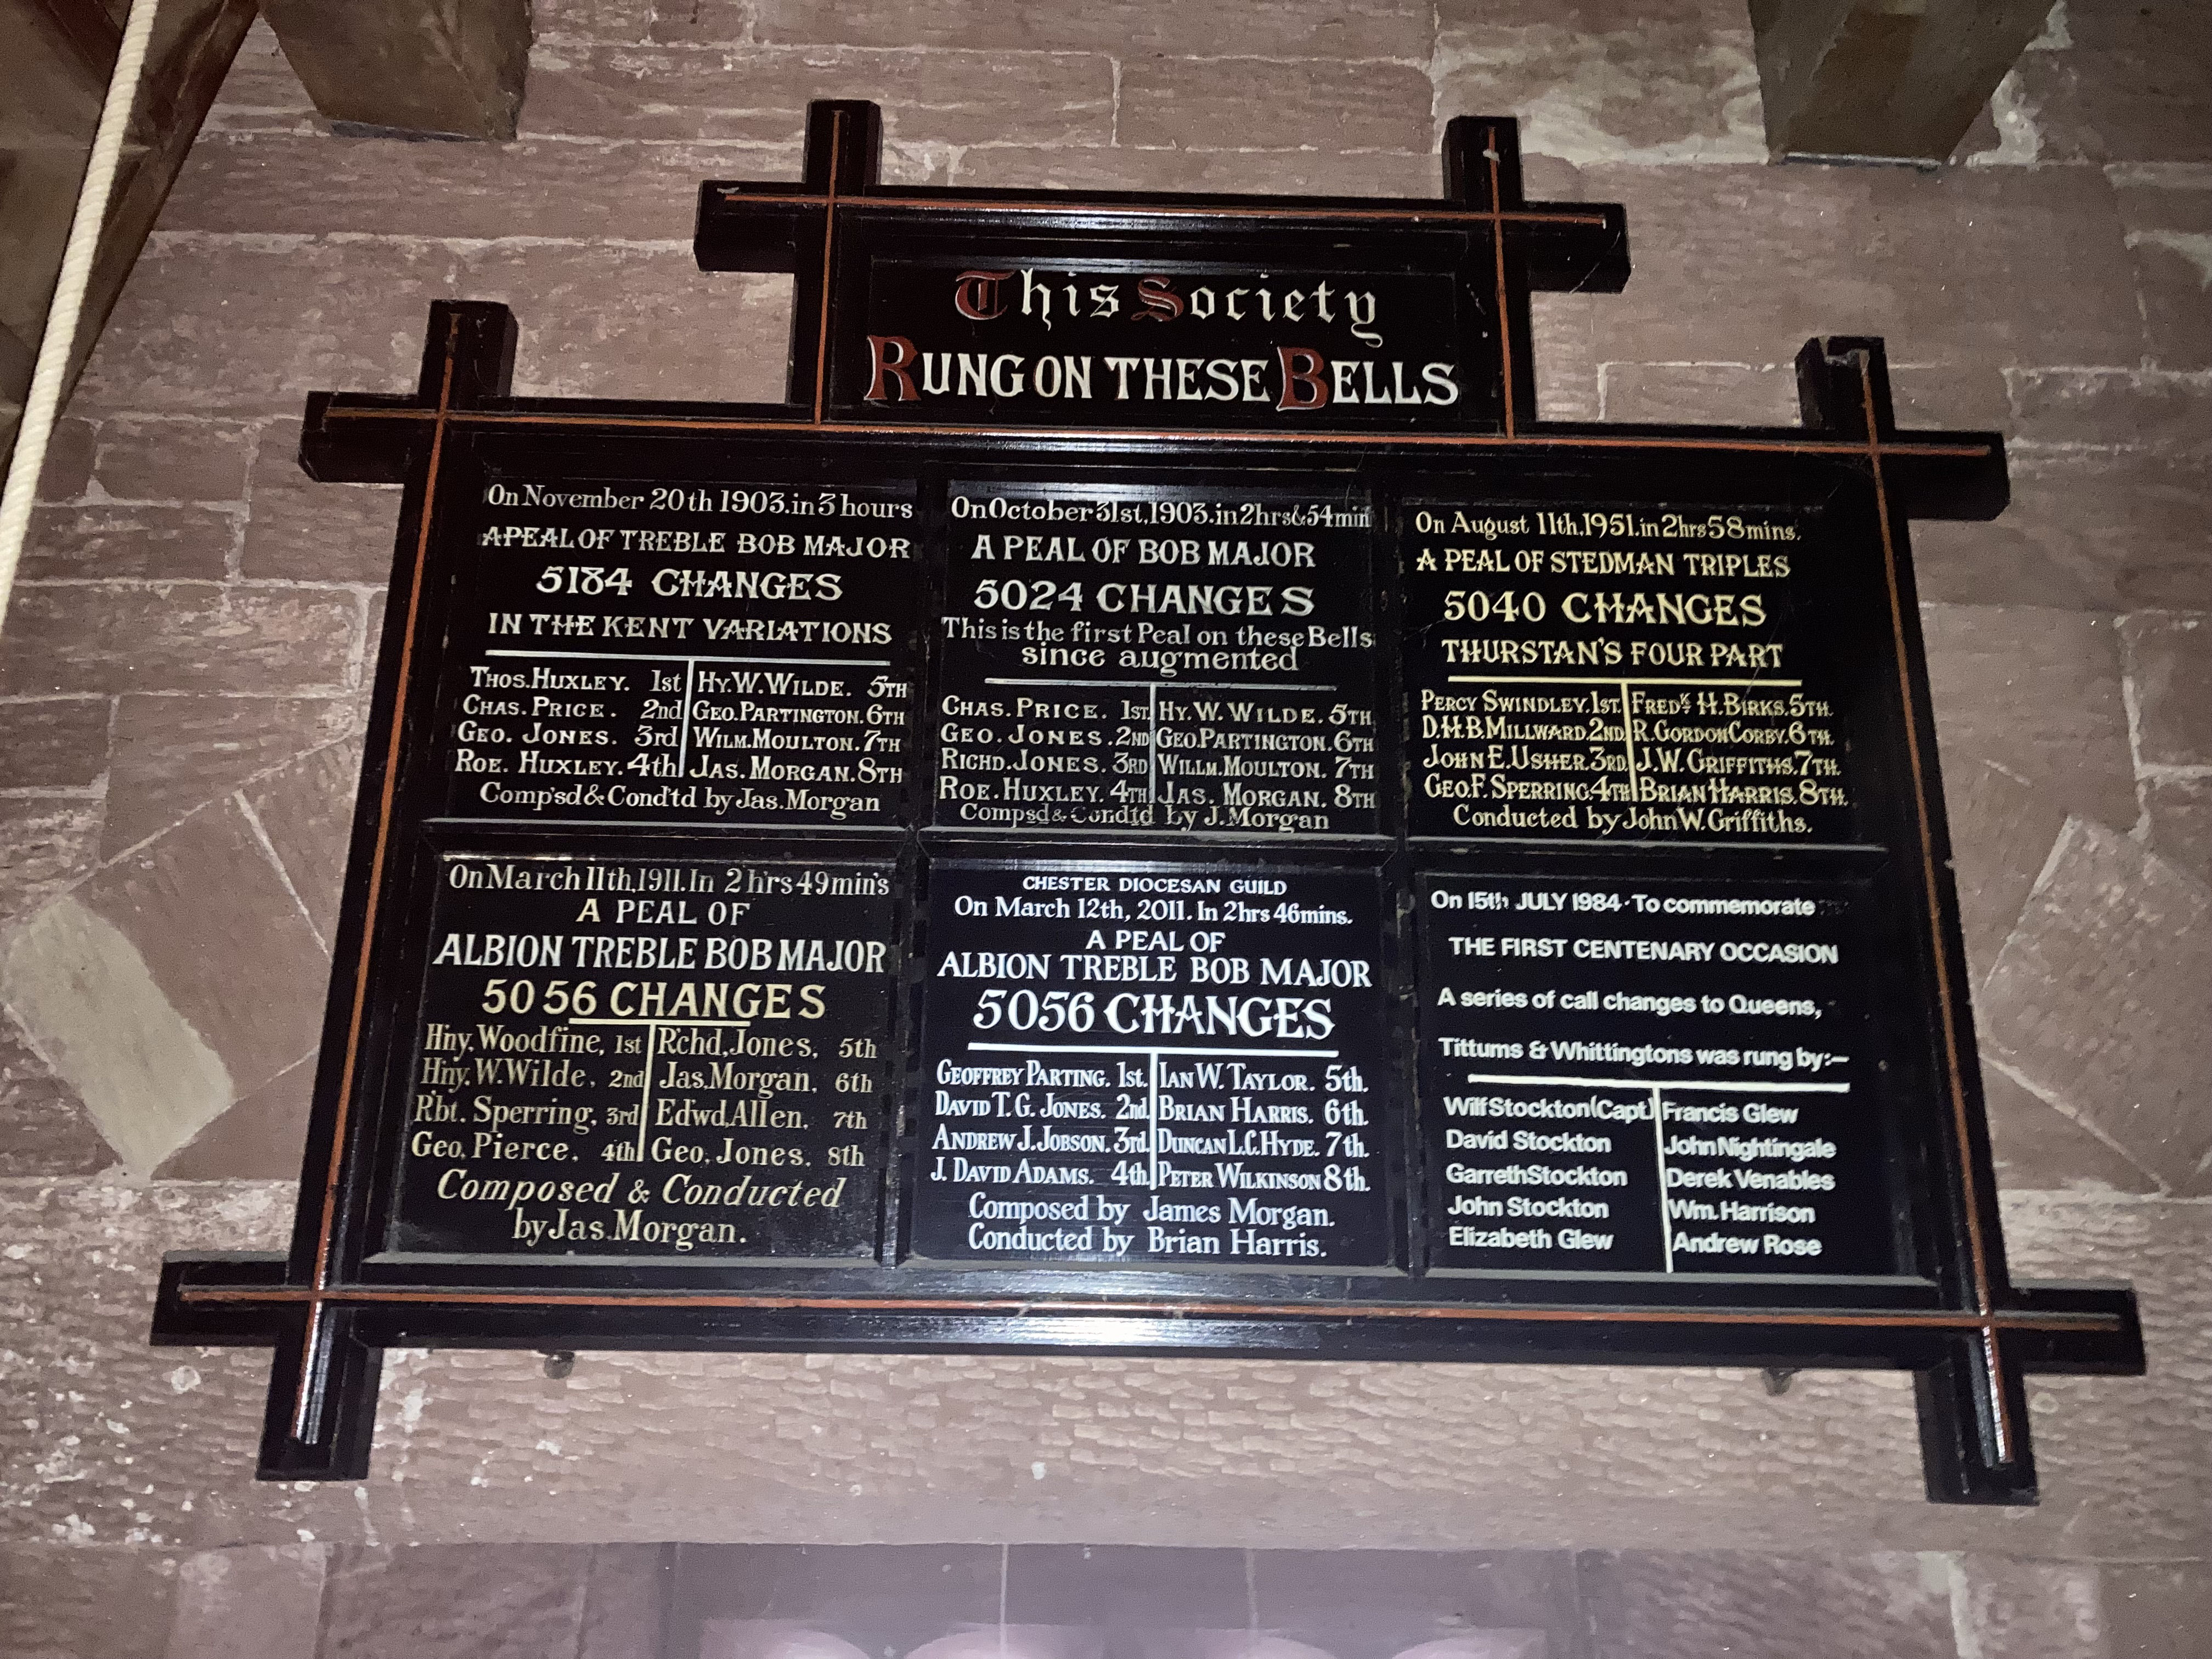 This Society
RUNG ON THESE BELLS
On November 20th 1903. in 3 hours
A PEAL OF TREBLE BOB MAJOR
5184 CHANGES
IN THE KENT VARIATIONS
THOS. HUXLEY. 1st HY. W. WILDE. 5TH
CHAS. PRICE. 2nd GEO. PARTINGTON. 6TH
GEO. JONES. 3rd WILM. MOULTON. 7TH
ROE. HUXLEY. 4th JAS. MORGAN. 8TH
Comp'sd & Cond'td by Jas. Morgan
On October 31st, 1903. in 2hrs & 54 min
A PEAL OF BOB MAJOR
5024 CHANGES
This is the first Peal on these Bells
since augmented
CHAS. PRICE. 1ST. HY. W. WILDE. 5TH
GEO. JONES. 2ND GEO. PARTINGTON. 6TH
RICHD. JONES. 3RD WILLM. MOULTON. 7TH
ROE. HUXLEY. 4TH JAS. MORGAN. 8TH
Compsd & Condtd by J. Morgan
On August 11th, 1951. in 2hrs 58mins.
A PEAL OF STEDMAN TRIPLES
5040 CHANGES
THURSTAN'S FOUR PART
PERCY SWINDLEY. 1ST. FREDK H. BIRKS. 5TH.
D. H. B. MILLWARD. 2ND. R. GORDON CORBY. 6TH.
JOHN E. USHER. 3RD. J. W. GRIFFITHS. 7TH.
GEO. F. SPERRING. 4TH BRIAN HARRIS. 8TH.
Conducted by John W. Griffiths.
On March 11th, 1911. In 2 hrs 49 min's
A PEAL OF
ALBION TREBLE BOB MAJOR
5056 CHANGES
Hny. Woodfine, 1st Rchd, Jones, 5th
Hny. W. Wilde, 2nd Jas. Morgan, 6th
Rbt. Sperring, 3rd Edwd, Allen, 7th
Geo, Pierce, 4th Geo, Jones, 8th
Composed & Conducted
by Jas. Morgan.
CHESTER DIOCESAN GUILD
On March 12th, 2011. In 2hrs 46mins.
A PEAL OF
ALBION TREBLE BOB MAJOR
5056 CHANGES
GEOFFREY PARTING. 1st. IAN W. TAYLOR. 5th.
DAVID T. G. JONES. 2nd. BRIAN HARRIS. 6th.
ANDREW J. JOBSON. 3rd. DUNCAN L.C. HYDE. 7th.
J. DAVID ADAMS. 4th. PETER WILKINSON 8th.
Composed by James Morgan.
Conducted by Brian Harris.
On 15th JULY 1984 · To commemorate
THE FIRST CENTENARY OCCASION
A series of call changes to Queens,
Tittums & Whittingtons was rung by:—
Wilf Stockton (Capt.) Francis Glew
David Stockton John Nightingale
Garreth Stockton Derek Venables
John Stockton Wm. Harrison
Elizabeth Glew Andrew Rose